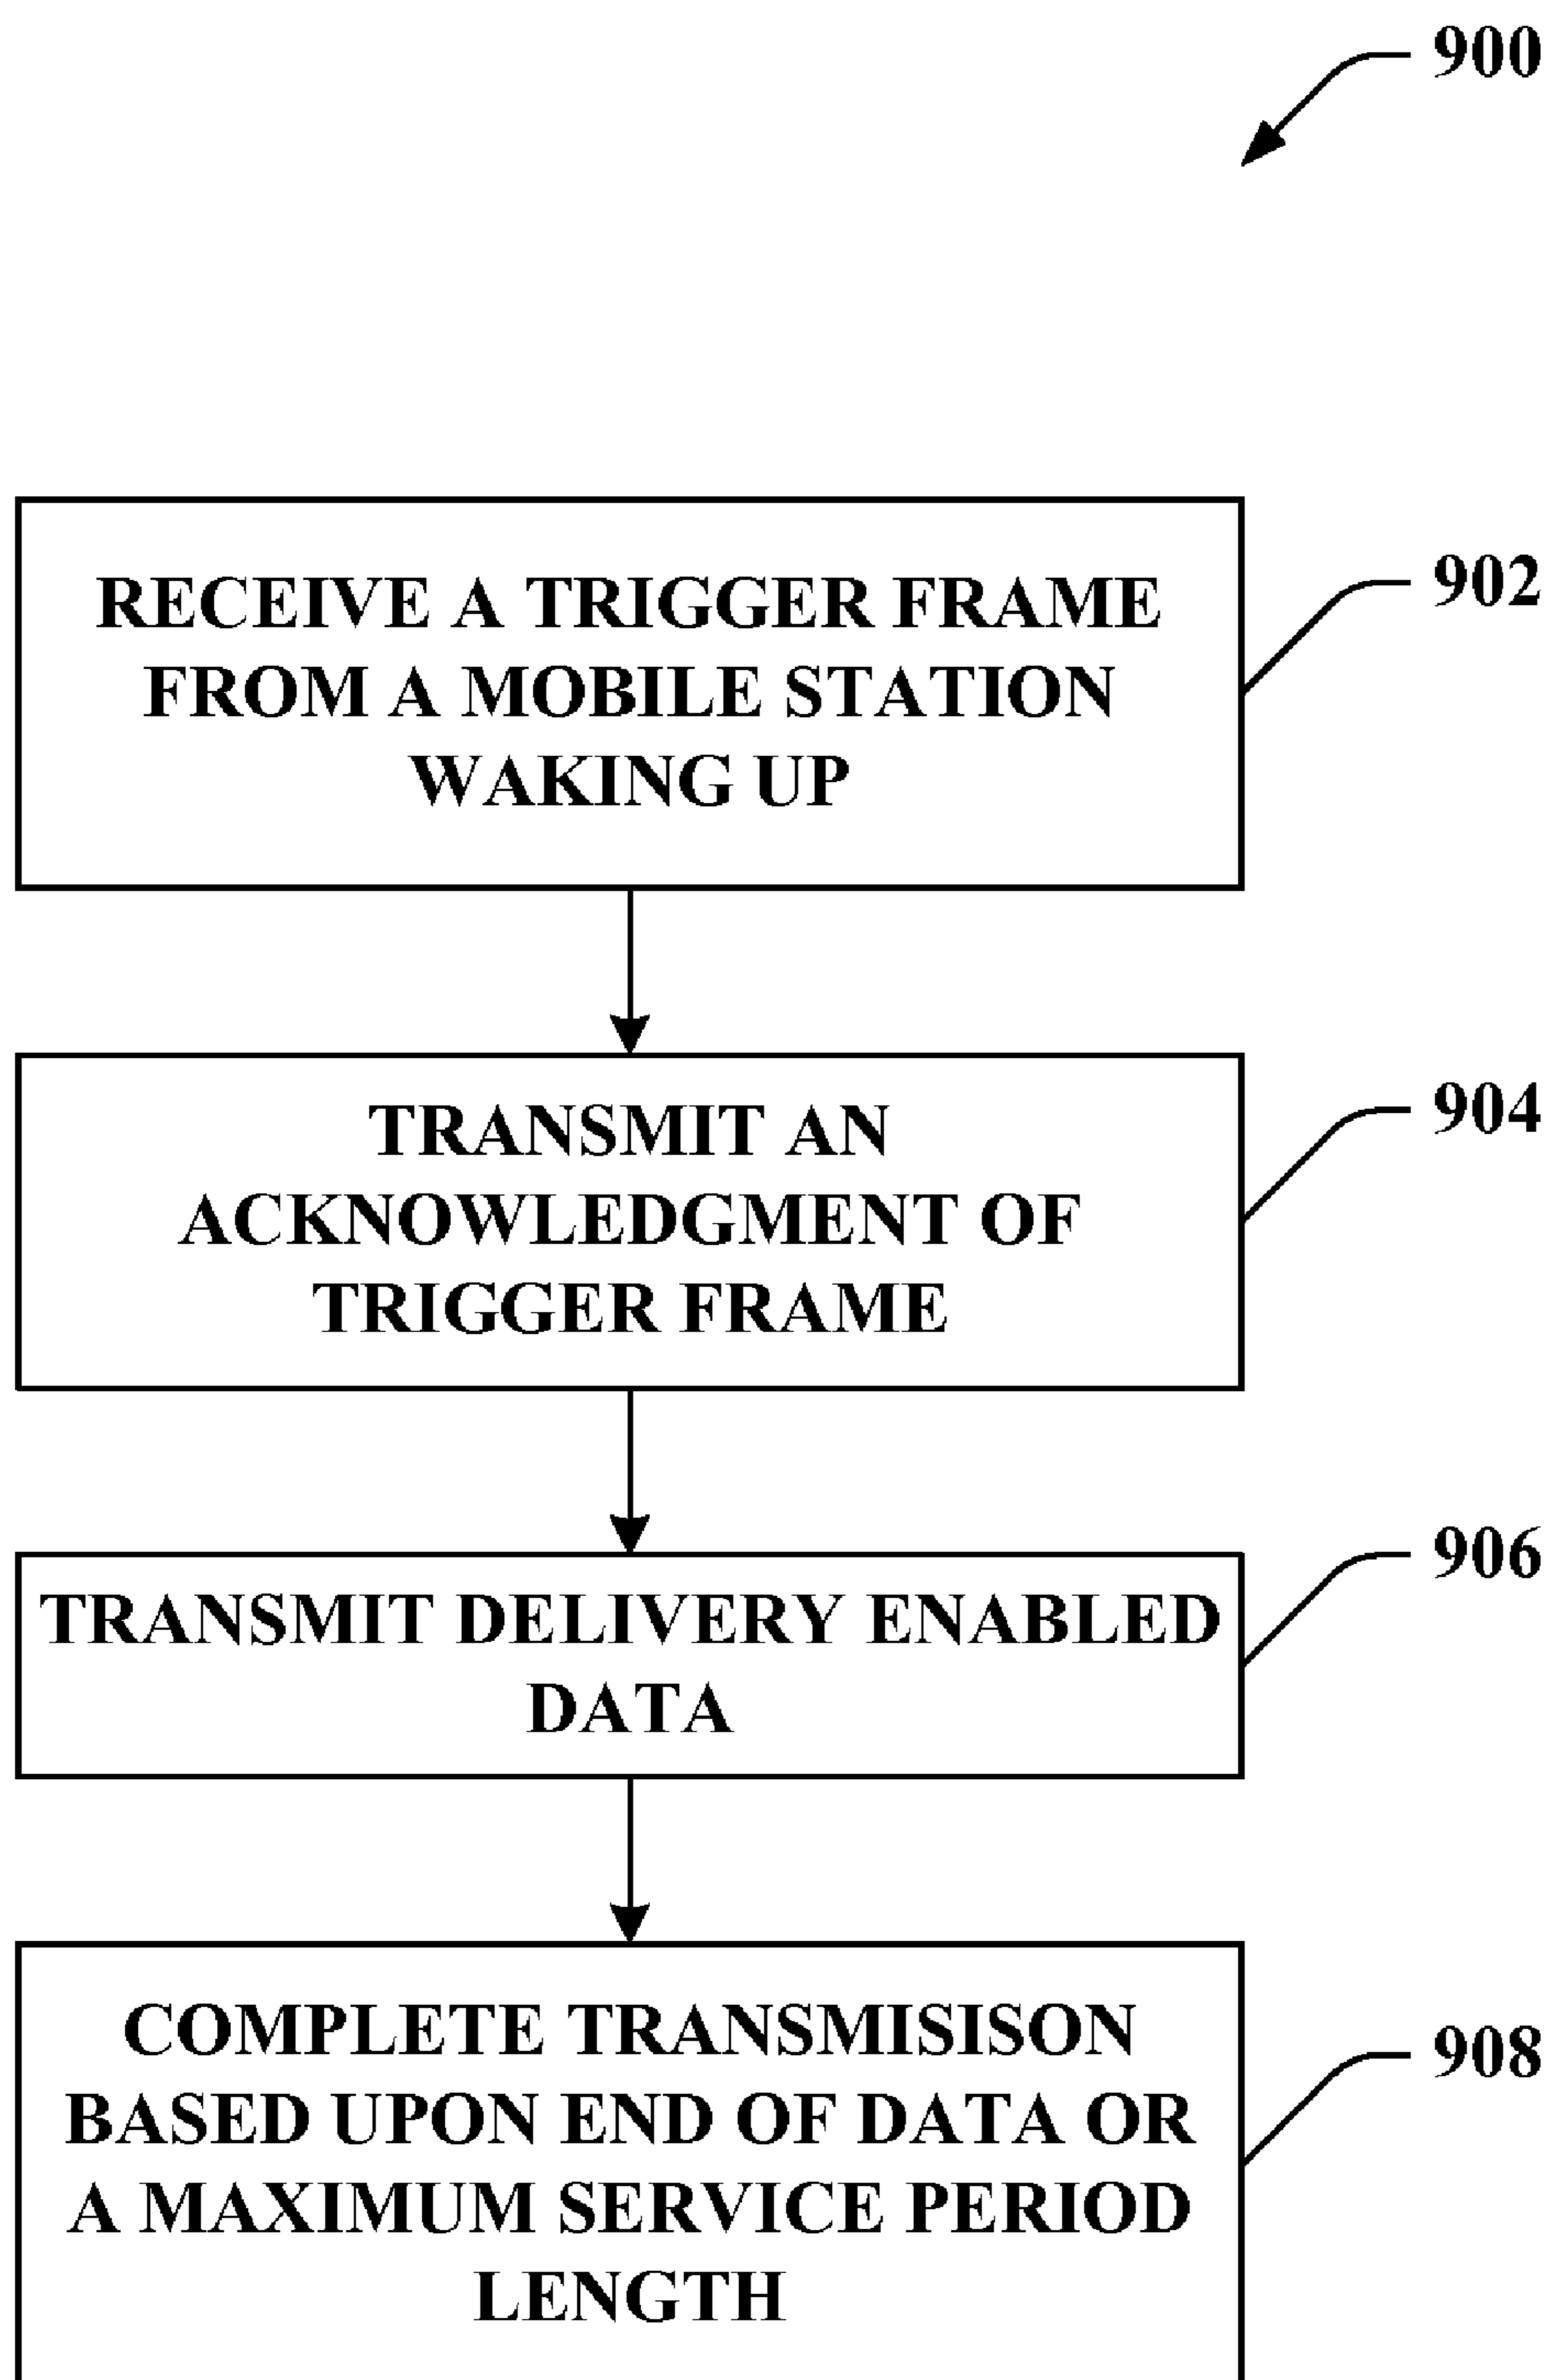 900
RECEIVE A TRIGGER FRAME
FROM A MOBILE STATION
WAKING UP
902
TRANSMIT AN
ACKNOWLEDGMENT OF
TRIGGER FRAME
904
TRANSMIT DELIVERY ENABLED
DATA
906
COMPLETE TRANSMISISON
BASED UPON END OF DATA OR
A MAXIMUM SERVICE PERIOD
LENGTH
908